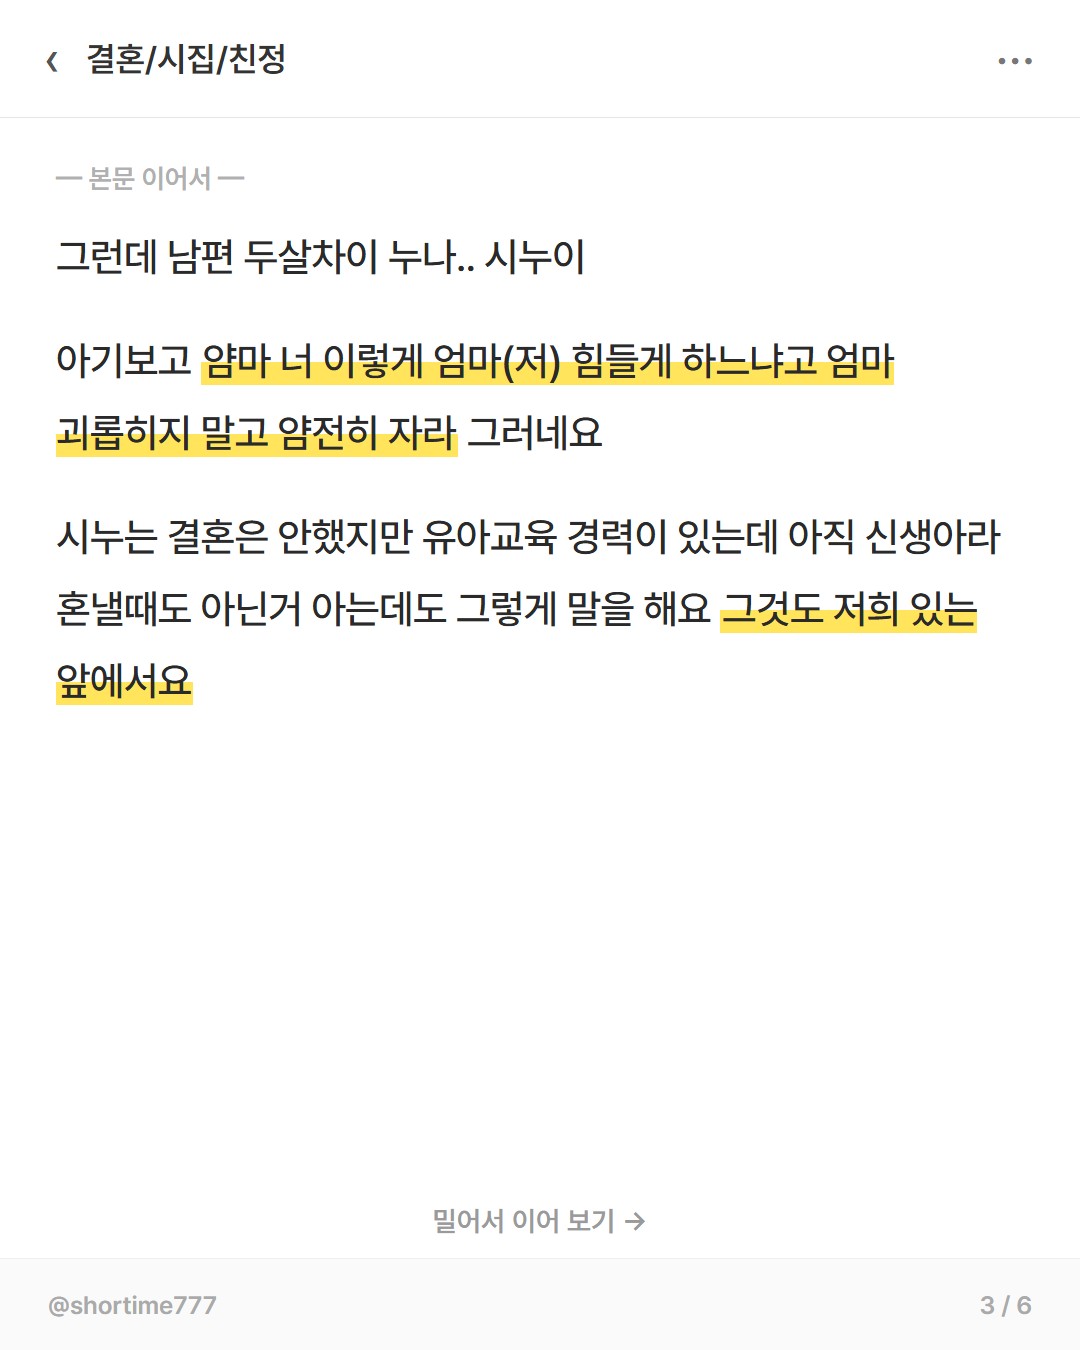 ‹ 결혼/시집/친정 •••
— 본문 이어서 —
그런데 남편 두살차이 누나.. 시누이
아기보고 얌마 너 이렇게 엄마(저) 힘들게 하느냐고 엄마
괴롭히지 말고 얌전히 자라 그러네요
시누는 결혼은 안했지만 유아교육 경력이 있는데 아직 신생아라
혼낼때도 아닌거 아는데도 그렇게 말을 해요 그것도 저희 있는
앞에서요
밀어서 이어 보기 →
@shortime777
3 / 6